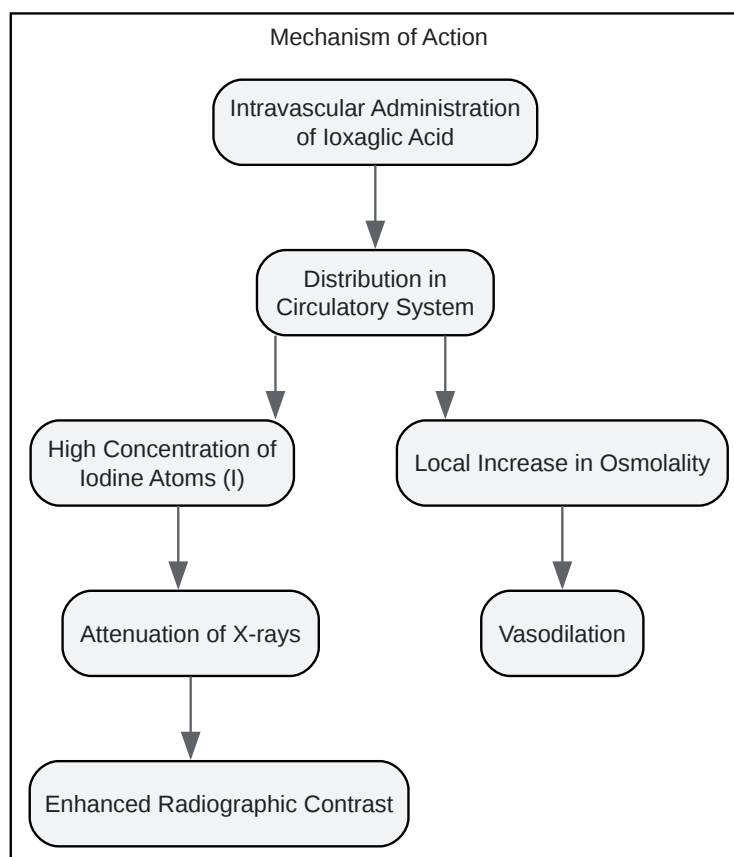 Mechanism of Action
Intravascular Administration
of Ioxaglic Acid
Distribution in
Circulatory System
High Concentration of
Iodine Atoms (I)
Local Increase in Osmolality
Attenuation of X-rays
Vasodilation
Enhanced Radiographic Contrast